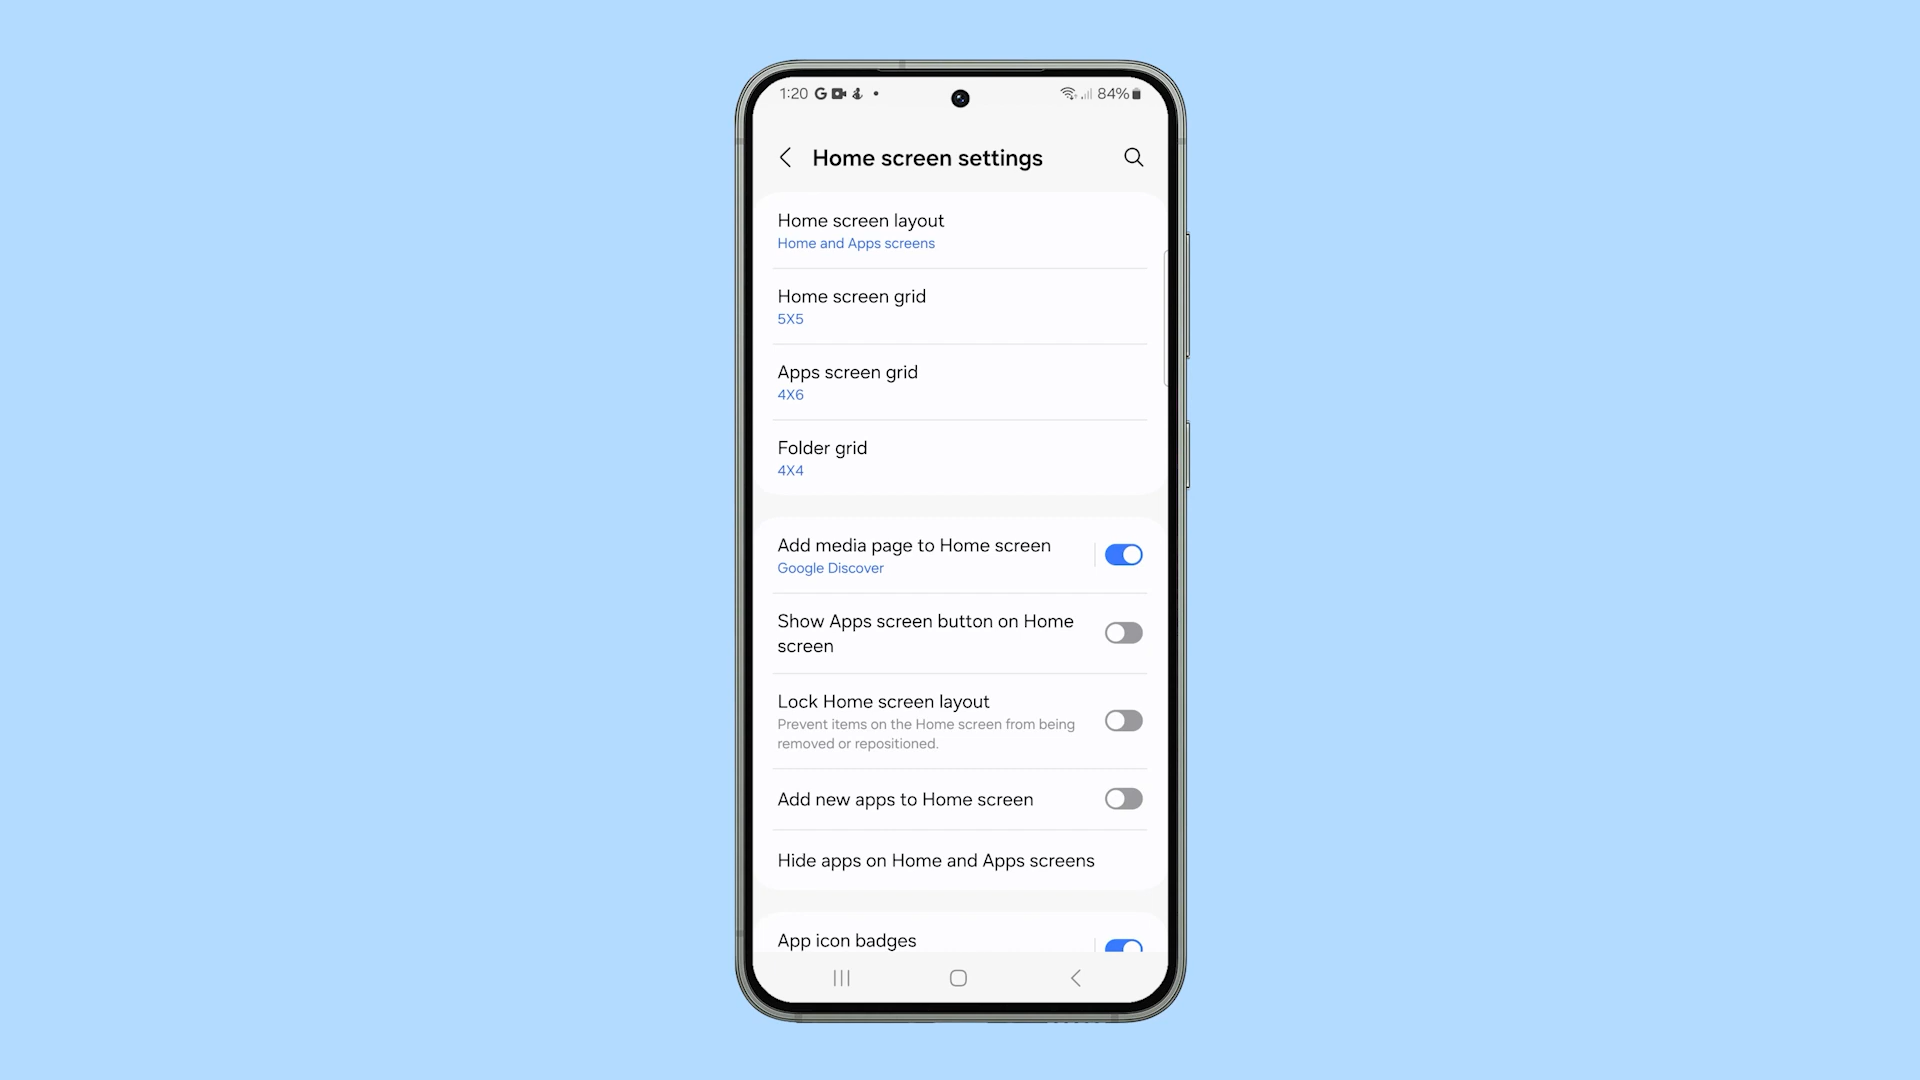 1:20 G 84%
Home screen settings
Home screen layout
Home and Apps screens
Home screen grid
5X5
Apps screen grid
4X6
Folder grid
4X4
Add media page to Home screen
Google Discover
Show Apps screen button on Home
screen
Lock Home screen layout
Prevent items on the Home screen from being
removed or repositioned.
Add new apps to Home screen
Hide apps on Home and Apps screens
App icon badges